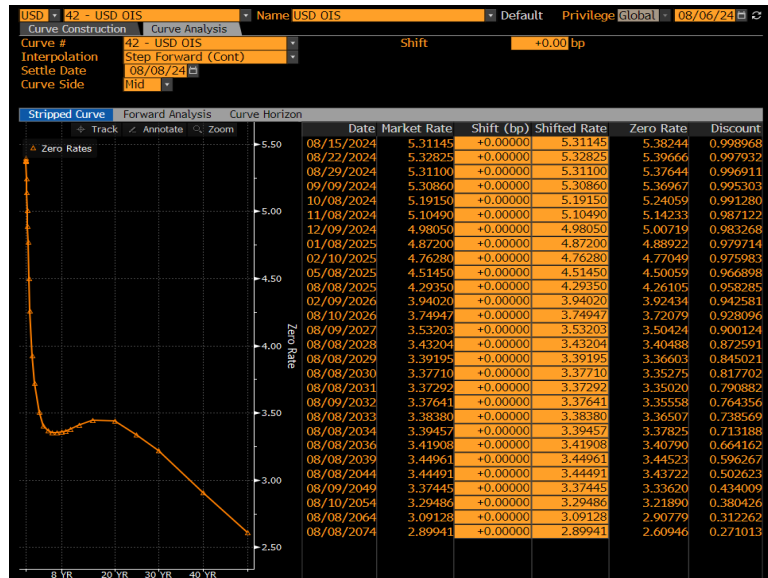 USD 42 - USD OIS Name USD OIS Default Privilege Global 08/06/24
Curve Construction Curve Analysis
Curve # 42 - USD OIS Shift +0.00 bp
Interpolation Step Forward (Cont)
Settle Date 08/08/24
Curve Side Mid
Stripped Curve Forward Analysis Curve Horizon
Track Annotate Zoom Date Market Rate Shift (bp) Shifted Rate Zero Rate Discount
Zero Rates
5.50
5.00
4.50
4.00
3.50
3.00
2.50
Zero Rate
8 YR 20 YR 30 YR 40 YR
08/15/2024 5.31145 +0.00000 5.31145 5.38244 0.998968
08/22/2024 5.32825 +0.00000 5.32825 5.39666 0.997932
08/29/2024 5.31100 +0.00000 5.31100 5.37644 0.996911
09/09/2024 5.30860 +0.00000 5.30860 5.36967 0.995303
10/08/2024 5.19150 +0.00000 5.19150 5.24059 0.991280
11/08/2024 5.10490 +0.00000 5.10490 5.14233 0.987122
12/09/2024 4.98050 +0.00000 4.98050 5.00719 0.983268
01/08/2025 4.87200 +0.00000 4.87200 4.88922 0.979714
02/10/2025 4.76280 +0.00000 4.76280 4.77049 0.975983
05/08/2025 4.51450 +0.00000 4.51450 4.50059 0.966898
08/08/2025 4.29350 +0.00000 4.29350 4.26105 0.958285
02/09/2026 3.94020 +0.00000 3.94020 3.92434 0.942581
08/10/2026 3.74947 +0.00000 3.74947 3.72079 0.928096
08/09/2027 3.53203 +0.00000 3.53203 3.50424 0.900124
08/08/2028 3.43204 +0.00000 3.43204 3.40488 0.872591
08/08/2029 3.39195 +0.00000 3.39195 3.36603 0.845021
08/08/2030 3.37710 +0.00000 3.37710 3.35275 0.817702
08/08/2031 3.37292 +0.00000 3.37292 3.35020 0.790882
08/09/2032 3.37641 +0.00000 3.37641 3.35558 0.764356
08/08/2033 3.38380 +0.00000 3.38380 3.36507 0.738569
08/08/2034 3.39457 +0.00000 3.39457 3.37825 0.713188
08/08/2036 3.41908 +0.00000 3.41908 3.40790 0.664162
08/08/2039 3.44961 +0.00000 3.44961 3.44523 0.596267
08/08/2044 3.44491 +0.00000 3.44491 3.43722 0.502623
08/09/2049 3.37445 +0.00000 3.37445 3.33620 0.434009
08/10/2054 3.29486 +0.00000 3.29486 3.21890 0.380426
08/08/2064 3.09128 +0.00000 3.09128 2.90779 0.312262
08/08/2074 2.89941 +0.00000 2.89941 2.60946 0.271013